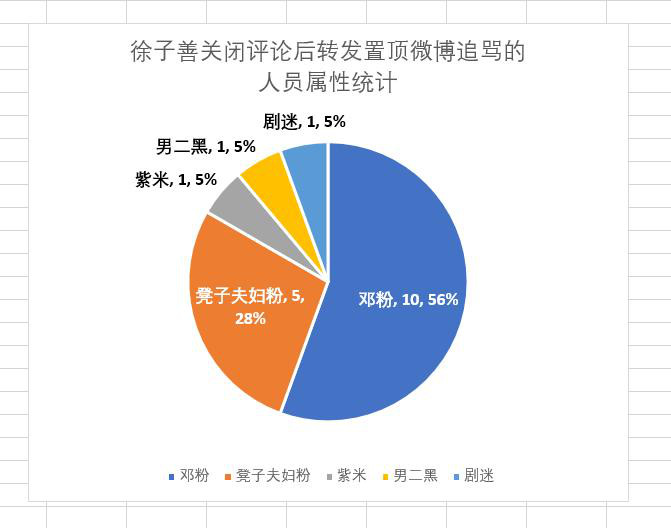 徐子善关闭评论后转发置顶微博追骂的
人员属性统计
剧迷, 1, 5%
男二黑, 1, 5%
紫米, 1, 5%
凳子夫妇粉, 5,
28%
邓粉, 10, 56%
邓粉 凳子夫妇粉 紫米 男二黑 剧迷